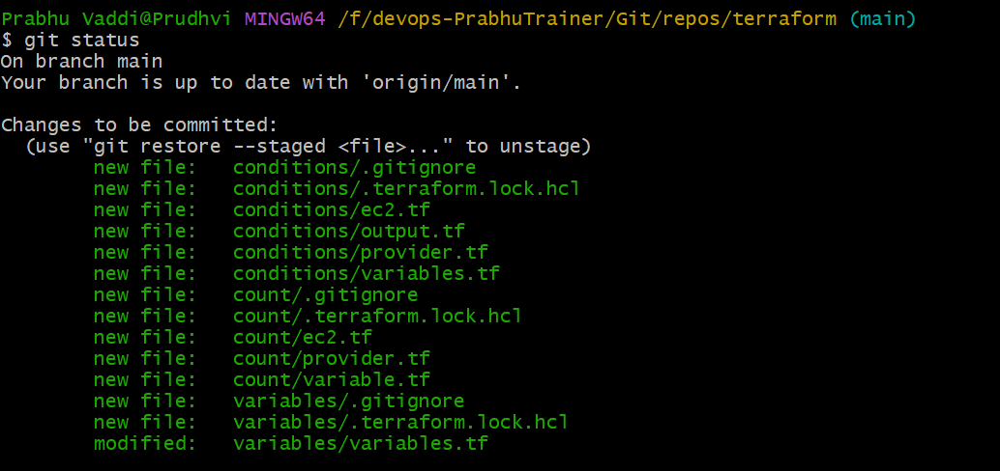 Prabhu Vaddi@Prudhvi MINGW64 /f/devops-PrabhuTrainer/Git/repos/terraform (main)
$ git status
On branch main
Your branch is up to date with 'origin/main'.

Changes to be committed:
  (use "git restore --staged <file>..." to unstage)
        new file:   conditions/.gitignore
        new file:   conditions/.terraform.lock.hcl
        new file:   conditions/ec2.tf
        new file:   conditions/output.tf
        new file:   conditions/provider.tf
        new file:   conditions/variables.tf
        new file:   count/.gitignore
        new file:   count/.terraform.lock.hcl
        new file:   count/ec2.tf
        new file:   count/provider.tf
        new file:   count/variable.tf
        new file:   variables/.gitignore
        new file:   variables/.terraform.lock.hcl
        modified:   variables/variables.tf